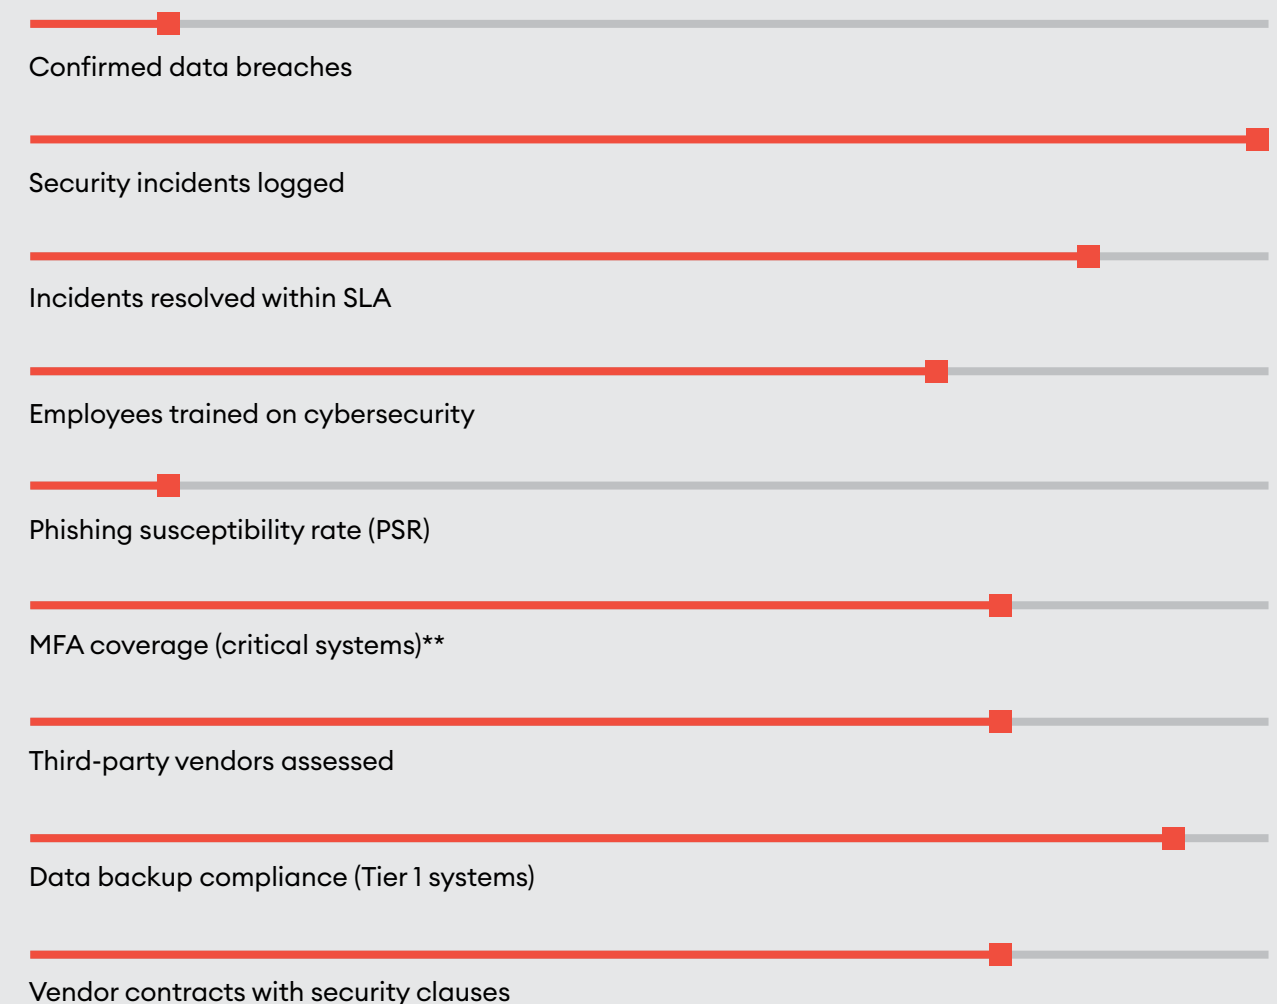 Confirmed data breaches
Security incidents logged
Incidents resolved within SLA
Employees trained on cybersecurity
Phishing susceptibility rate (PSR)
MFA coverage (critical systems)**
Third-party vendors assessed
Data backup compliance (Tier 1 systems)
Vendor contracts with security clauses